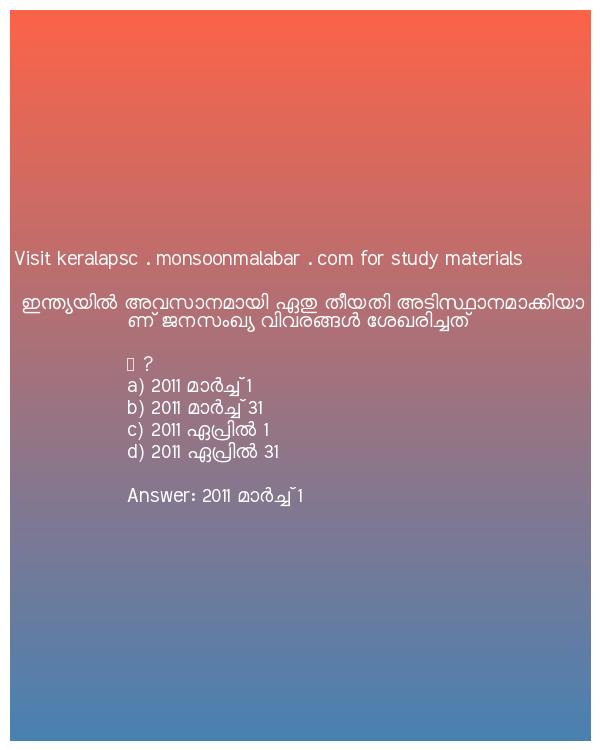 Visit keralapsc . monsoonmalabar . com for study materials
ഇന്ത്യയിൽ അവസാനമായി ഏതു തീയതി അടിസ്ഥാനമാക്കിയാ
ണ് ജനസംഖ്യ വിവരങ്ങൾ ശേഖരിച്ചത്
?
a) 2011 മാർച്ച് 1
b) 2011 മാർച്ച് 31
c) 2011 ഏപ്രിൽ 1
d) 2011 ഏപ്രിൽ 31
Answer: 2011 മാർച്ച് 1